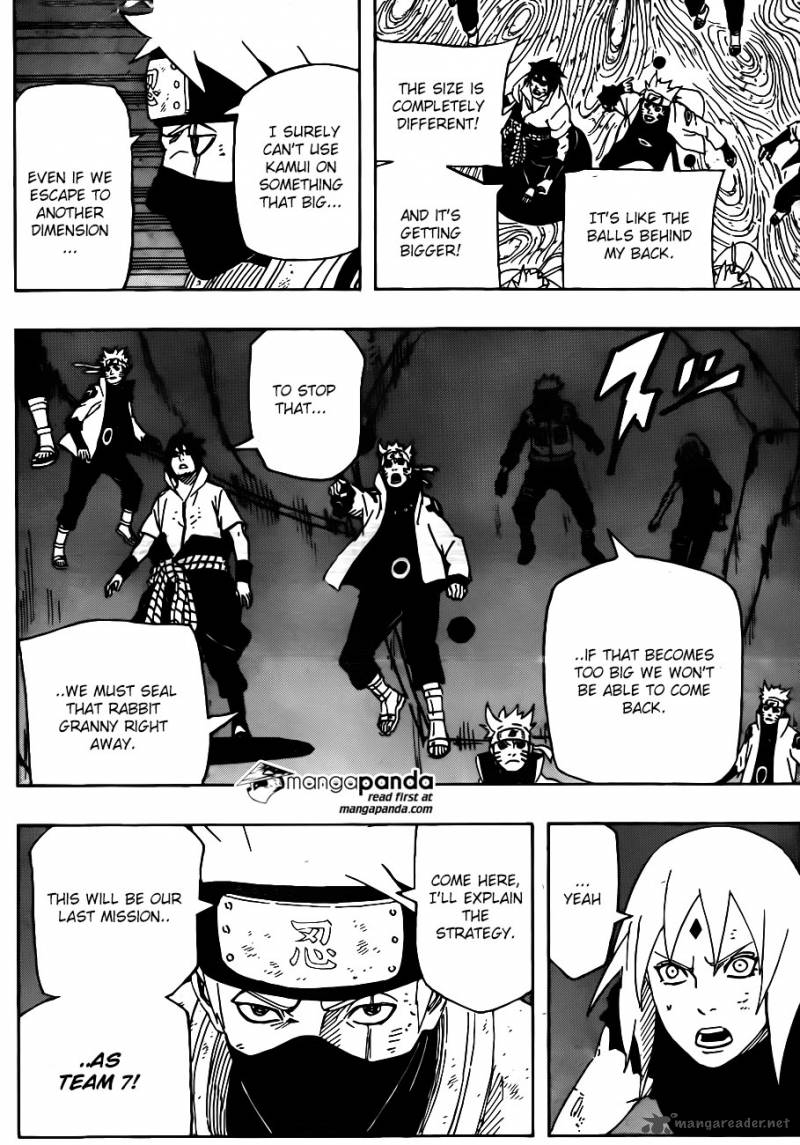 THE SIZE IS
COMPLETELY
DIFFERENT!
AND IT'S
GETTING
BIGGER!
IT'S LIKE THE
BALLS BEHIND
MY BACK.
I SURELY
CAN'T USE
KAMUI ON
SOMETHING
THAT BIG...
EVEN IF WE
ESCAPE TO
ANOTHER
DIMENSION
...
TO STOP
THAT...
..IF THAT BECOMES
TOO BIG WE WON'T
BE ABLE TO COME
BACK.
..WE MUST SEAL
THAT RABBIT
GRANNY RIGHT
AWAY.
mangapanda
read first at
mangapanda.com
...
YEAH
COME HERE,
I'LL EXPLAIN
THE
STRATEGY.
忍
THIS WILL BE OUR
LAST MISSION..
..AS
TEAM 7!
mangareader.net